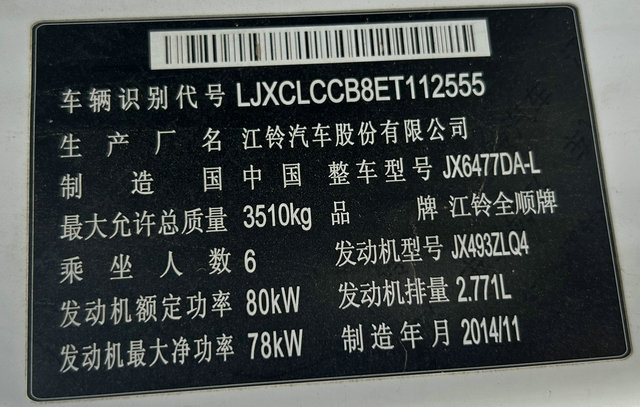 车辆识别代号 LJXCLCCB8ET112555
生产厂名 江铃汽车股份有限公司
制造国 中国 整车型号 JX6477DA-L
最大允许总质量 3510kg 品牌 江铃全顺牌
乘坐人数 6 发动机型号 JX493ZLQ4
发动机额定功率 80kW 发动机排量 2.771L
发动机最大净功率 78kW 制造年月 2014/11